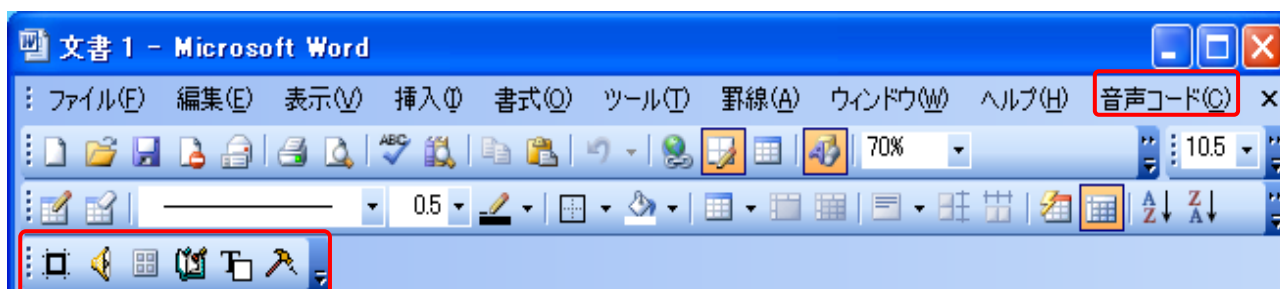 文書 1 - Microsoft Word
ファイル(F) 編集(E) 表示(V) 挿入(I) 書式(O) ツール(T) 罫線(A) ウィンドウ(W) ヘルプ(H) 音声コード(C)
ABC 70% 10.5
0.5 A Z Z A
T